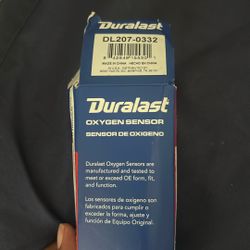 DL207-0332
MADE IN CHINA HECHO EN CHINA
Duralast
OXYGEN SENSOR
SENSOR DE OXIGENO
Duralast Oxygen Sensors are
manufactured and tested to
meet or exceed OE form, fit,
and function.
Los sensores de oxígeno son
fabricados para cumplir o
exceder la forma, ajuste y
función de Equipo Original.